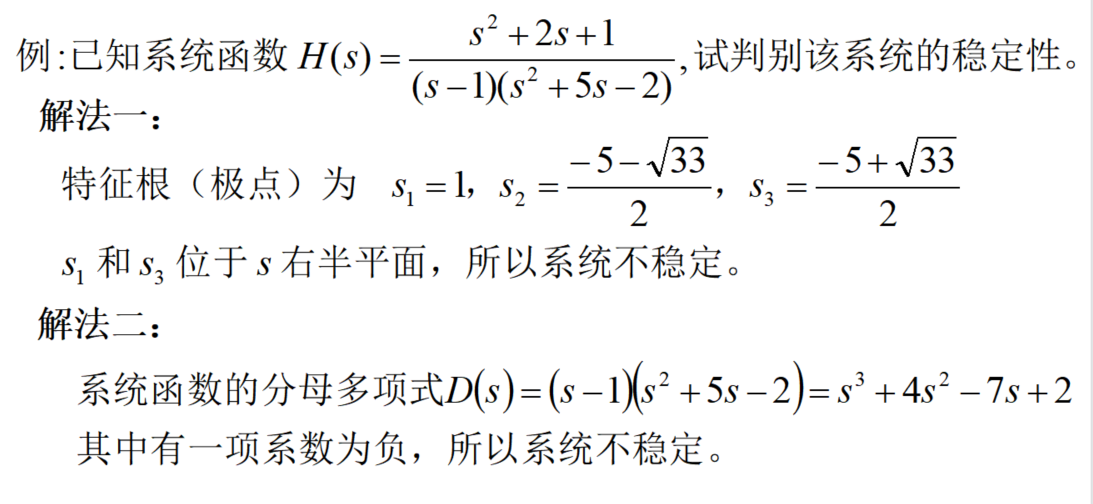 例:已知系统函数 H(s) = \frac{s^2+2s+1}{(s-1)(s^2+5s-2)},试判别该系统的稳定性。
解法一：
特征根（极点）为 s_1=1, s_2=\frac{-5-\sqrt{33}}{2}, s_3=\frac{-5+\sqrt{33}}{2}
s_1 和 s_3 位于 s 右半平面，所以系统不稳定。
解法二：
系统函数的分母多项式D(s)=(s-1)(s^2+5s-2)=s^3+4s^2-7s+2
其中有一项系数为负，所以系统不稳定。